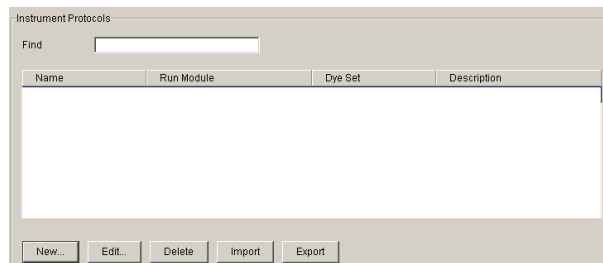 Instrument Protocols
Find
Name Run Module Dye Set Description
New... Edit... Delete Import Export